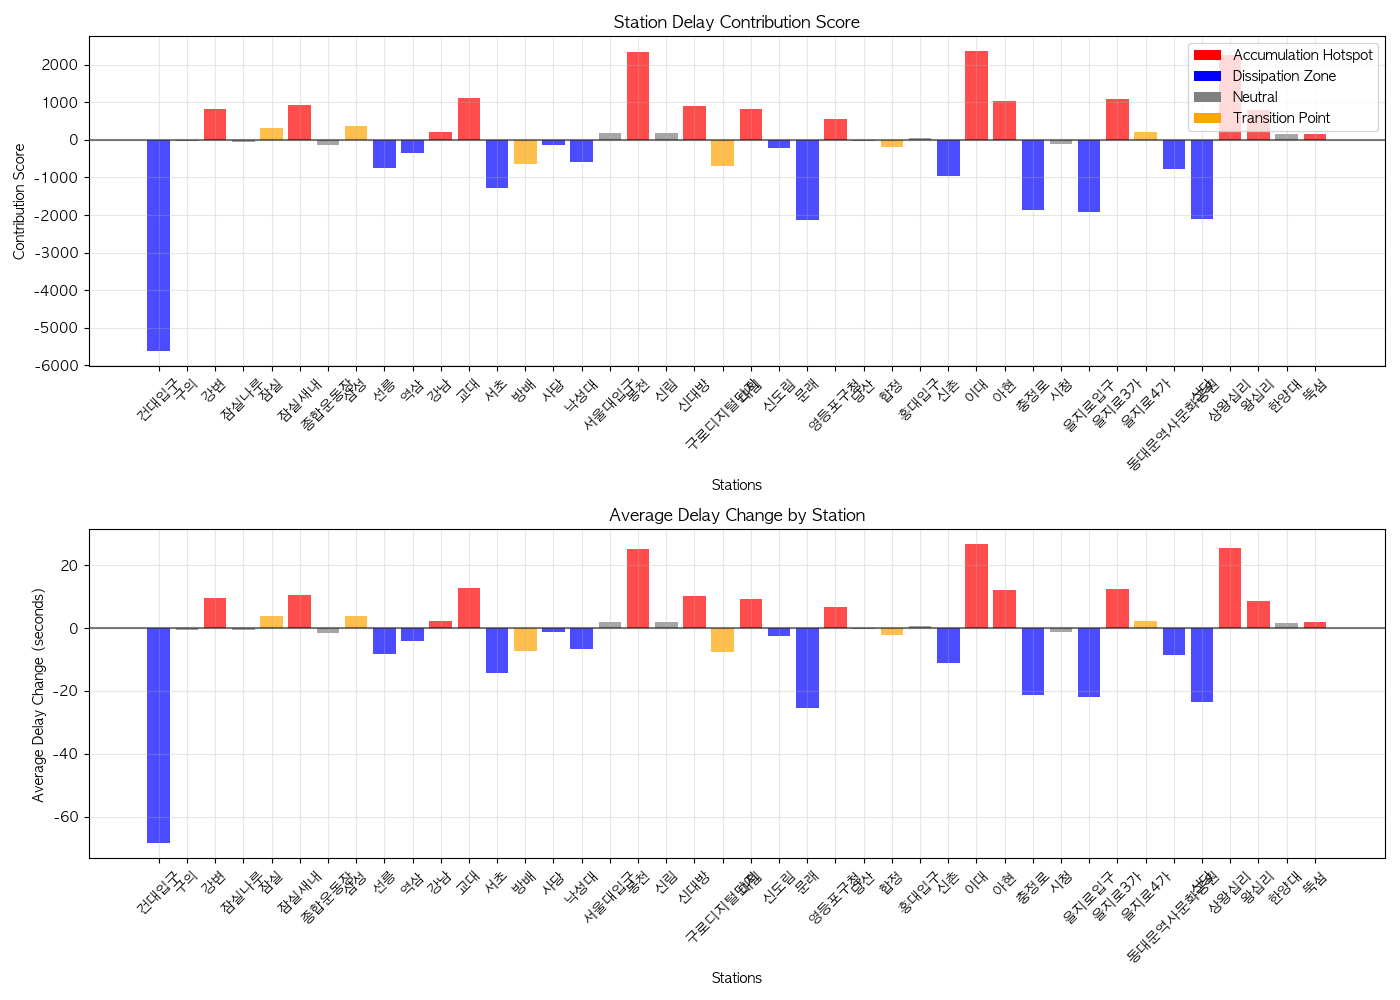 Station Delay Contribution Score
Accumulation Hotspot
Dissipation Zone
Neutral
Transition Point
Contribution Score
2000
1000
0
-1000
-2000
-3000
-4000
-5000
-6000
건대입구
구의
강변
잠실나루
잠실
잠실새내
종합운동장
삼성
선릉
역삼
강남
교대
서초
방배
사당
낙성대
서울대입구
봉천
신림
신대방
구로디지털단지
대림
신도림
문래
영등포구청
당산
합정
홍대입구
신촌
이대
아현
충정로
시청
을지로입구
을지로3가
을지로4가
동대문역사문화공원
신당
상왕십리
왕십리
한양대
뚝섬
Stations
Average Delay Change by Station
Average Delay Change (seconds)
20
0
-20
-40
-60
건대입구
구의
강변
잠실나루
잠실
잠실새내
종합운동장
삼성
선릉
역삼
강남
교대
서초
방배
사당
낙성대
서울대입구
봉천
신림
신대방
구로디지털단지
대림
신도림
문래
영등포구청
당산
합정
홍대입구
신촌
이대
아현
충정로
시청
을지로입구
을지로3가
을지로4가
동대문역사문화공원
신당
상왕십리
왕십리
한양대
뚝섬
Stations